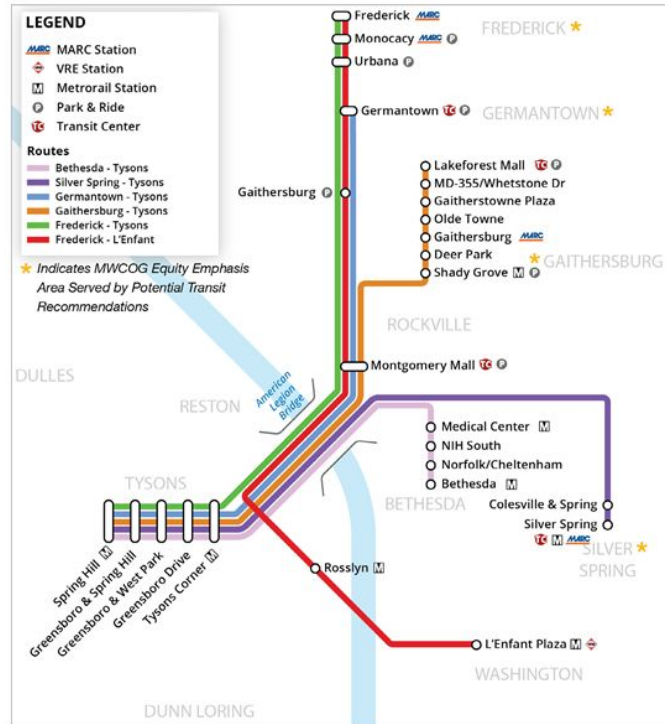 LEGEND
MARC MARC Station
VRE Station
M Metrorail Station
P Park & Ride
TC Transit Center
Routes
Bethesda - Tysons
Silver Spring - Tysons
Germantown - Tysons
Gaithersburg - Tysons
Frederick - Tysons
Frederick - L'Enfant
* Indicates MWCOG Equity Emphasis
Area Served by Potential Transit
Recommendations
Frederick MARC
Monocacy MARC P
Urbana P
FREDERICK *
Germantown TC P
GERMANTOWN *
Gaithersburg P
Lakeforest Mall TC P
MD-355/Whetstone Dr
Gaitherstowne Plaza
Olde Towne
Gaithersburg MARC
Deer Park
Shady Grove M P
* GAITHERSBURG
ROCKVILLE
Montgomery Mall TC P
DULLES
RESTON
American
Legion
Bridge
Medical Center M
NIH South
Norfolk/Cheltenham
Bethesda M
BETHESDA
Colesville & Spring
Silver Spring
TC M MARC
SILVER *
SPRING
TYSONS
Spring Hill M
Greensboro & Spring Hill
Greensboro & West Park
Greensboro Drive
Tysons Corner M
Rosslyn M
L'Enfant Plaza M
WASHINGTON
DUNN LORING